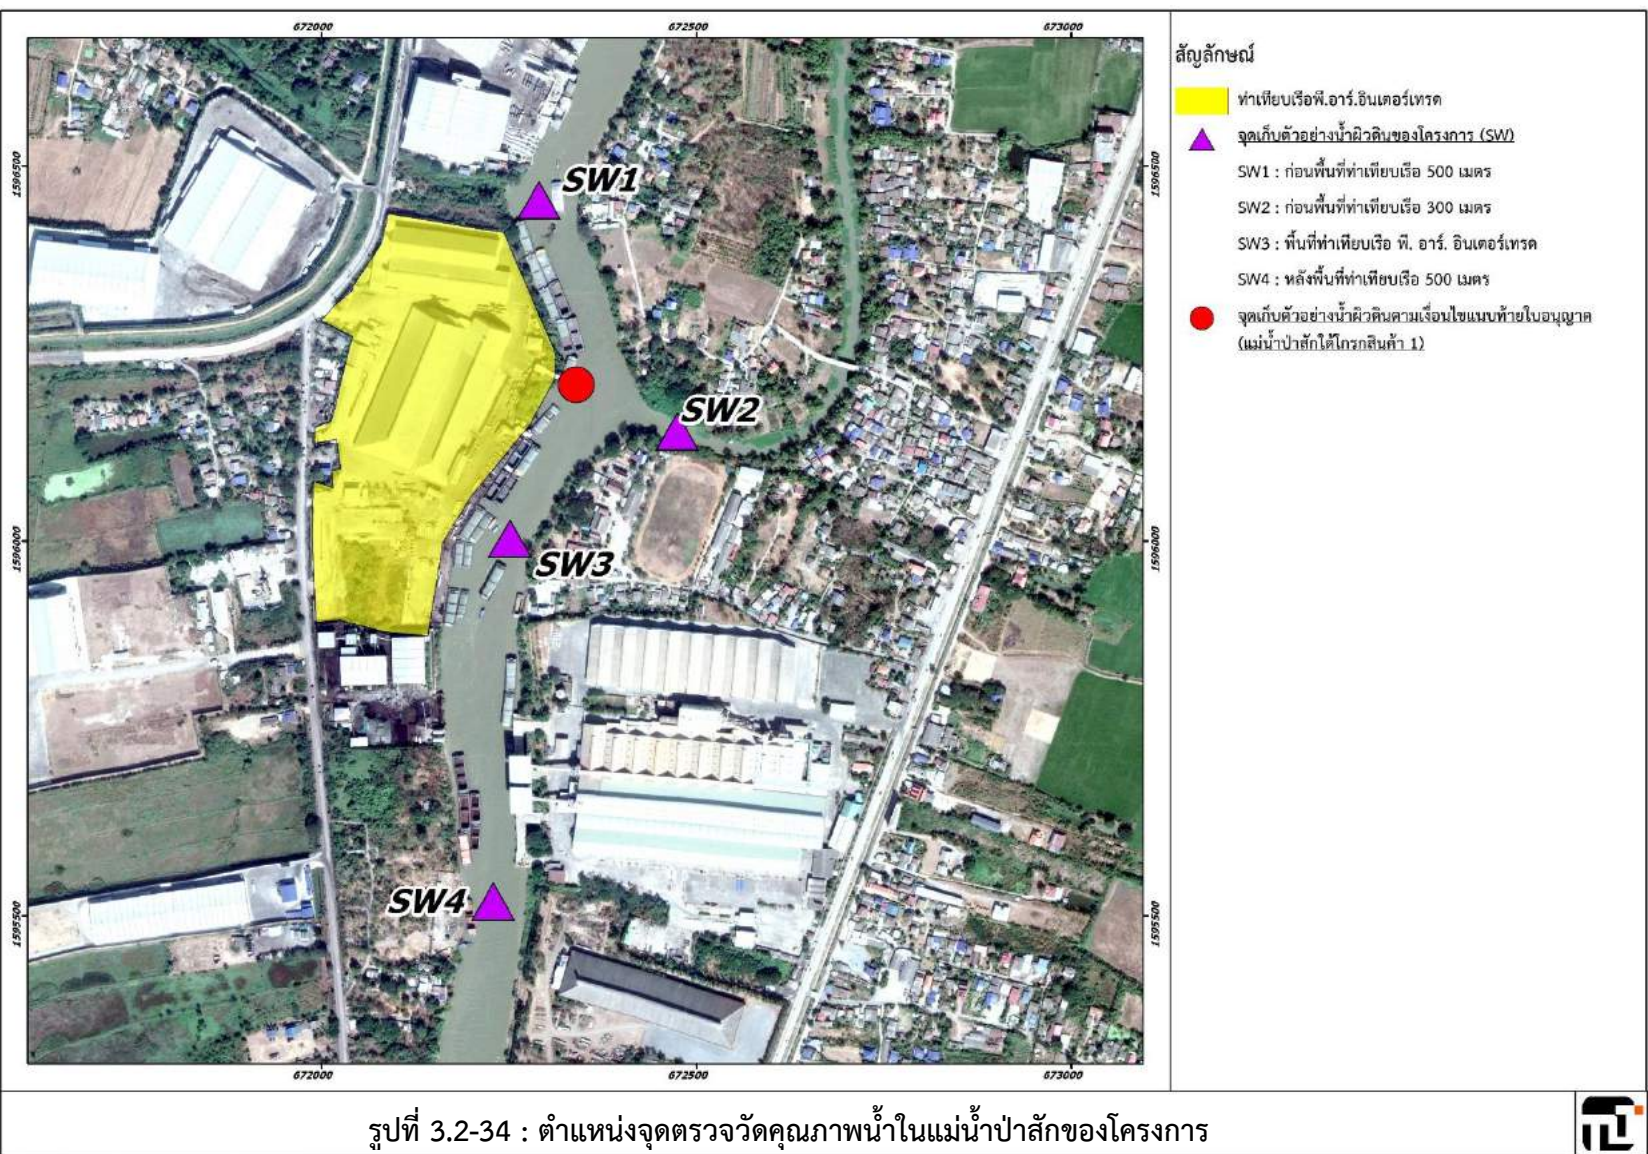 672000 672500 673000
สัญลักษณ์
ท่าเทียบเรือพี.อาร์.อินเตอร์เทรด
จุดเก็บตัวอย่างน้ำผิวดินของโครงการ (SW)
SW1 : ก่อนพื้นที่ท่าเทียบเรือ 500 เมตร
SW2 : ก่อนพื้นที่ท่าเทียบเรือ 300 เมตร
SW3 : พื้นที่ท่าเทียบเรือ พี. อาร์. อินเตอร์เทรด
SW4 : หลังพื้นที่ท่าเทียบเรือ 500 เมตร
จุดเก็บตัวอย่างน้ำผิวดินตามเงื่อนไขแนบท้ายใบอนุญาต
(แม่น้ำป่าสักใต้โกรกสินค้า 1)
1596500 1596500
SW1
SW2
1596000 1596000
SW3
SW4
1595500 1595500
672000 672500 673000
รูปที่ 3.2-34 : ตำแหน่งจุดตรวจวัดคุณภาพน้ำในแม่น้ำป่าสักของโครงการ